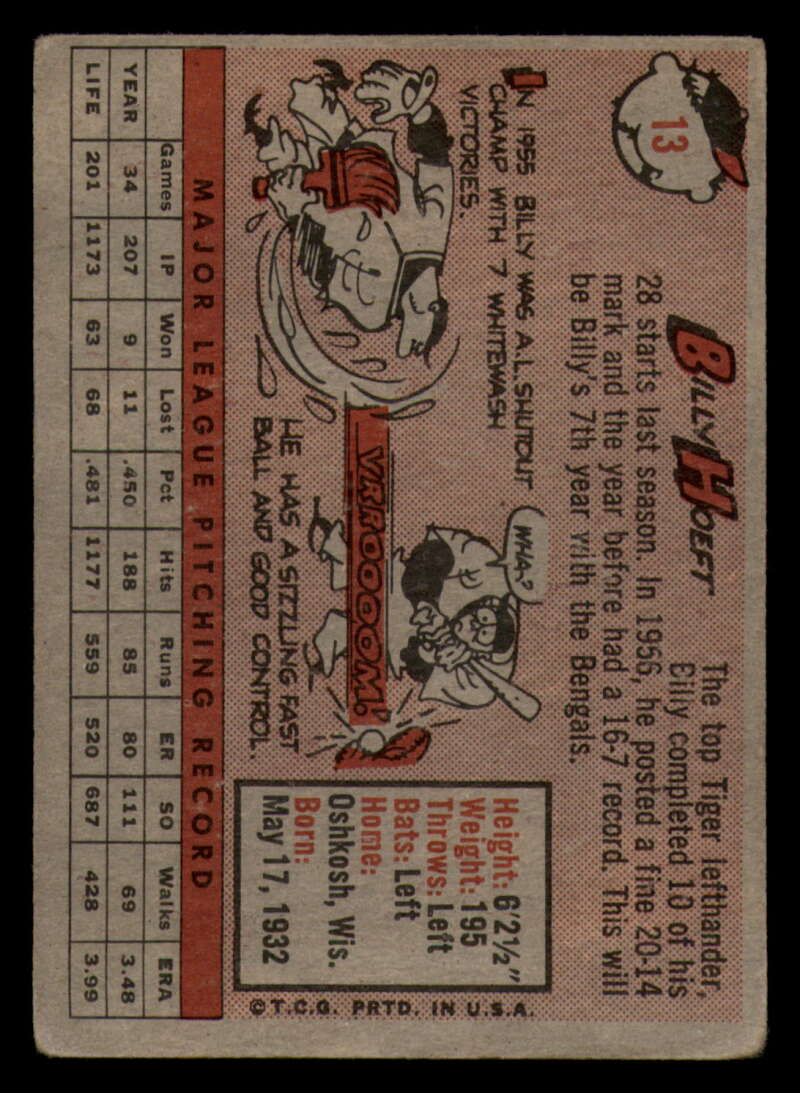 13
BILLY HOEFT
The top Tiger lefthander,
Billy completed 10 of his
28 starts last season. In 1956, he posted a fine 20-14
mark and the year before had a 16-7 record. This will
be Billy's 7th year with the Bengals.
IN 1955 BILLY WAS A.L. SHUTOUT
CHAMP WITH 7 WHITEWASH
VICTORIES.
WHA?
VRROOOOM!
HE HAS A SIZZLING FAST
BALL AND GOOD CONTROL.
Height: 6'2½"
Weight: 195
Throws: Left
Bats: Left
Home:
Oshkosh, Wis.
Born:
May 17, 1932
©T.C.G. PRTD. IN U.S.A.
MAJOR LEAGUE PITCHING RECORD
Games IP Won Lost Pct Hits Runs ER SO Walks ERA
YEAR 34 207 9 11 .450 188 85 80 111 69 3.48
LIFE 201 1173 63 68 .481 1177 559 520 687 428 3.99